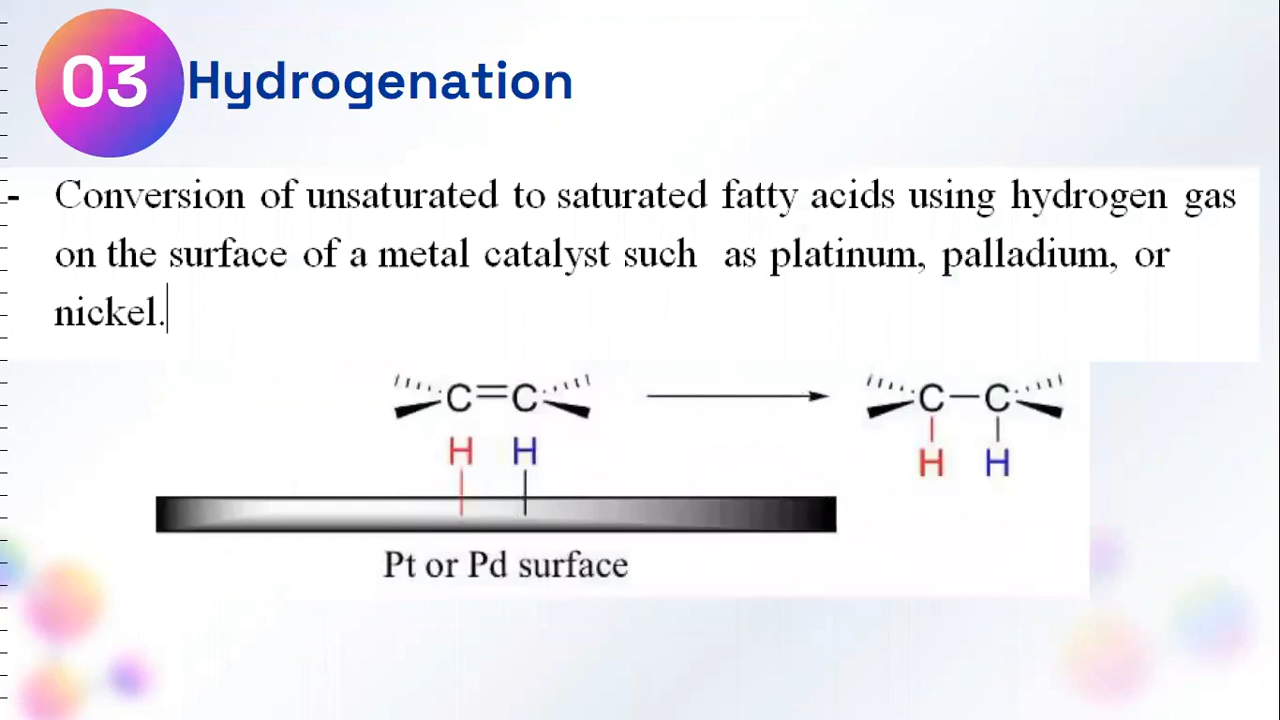 03 Hydrogenation
- Conversion of unsaturated to saturated fatty acids using hydrogen gas
on the surface of a metal catalyst such as platinum, palladium, or
nickel.
C=C C–C
H H
H H
Pt or Pd surface